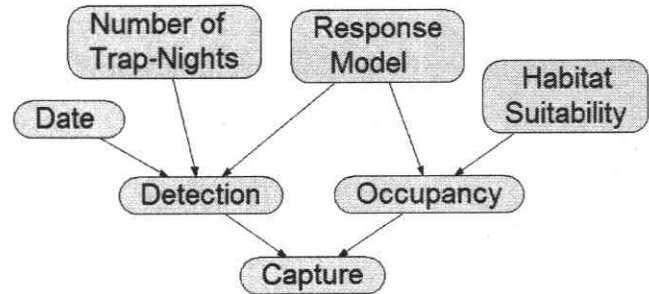 Number of
Trap-Nights
Response
Model
Habitat
Suitability
Date
Detection
Occupancy
Capture